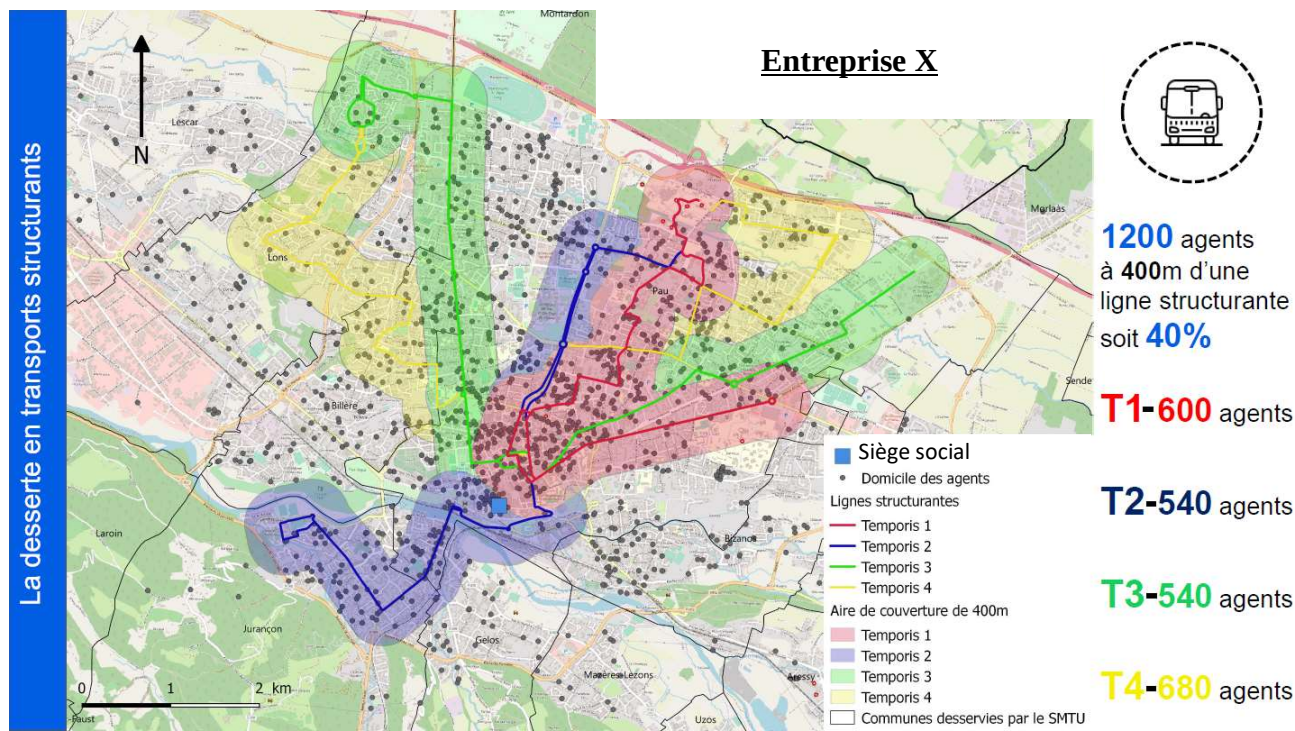 La desserte en transports structurants
Entreprise X
Montardon
N
Lescar
Morlaàs
Lons
Pau
Sende
Billère
Laroin
Bizanos
Jurançon
Gelos
Mazères-Lezons
Aressy
Uzos
-Faust
0 1 2 km
Siège social
Domicile des agents
Lignes structurantes
Temporis 1
Temporis 2
Temporis 3
Temporis 4
Aire de couverture de 400m
Temporis 1
Temporis 2
Temporis 3
Temporis 4
Communes desservies par le SMTU
1200 agents
à 400m d'une
ligne structurante
soit 40%
T1-600 agents
T2-540 agents
T3-540 agents
T4-680 agents